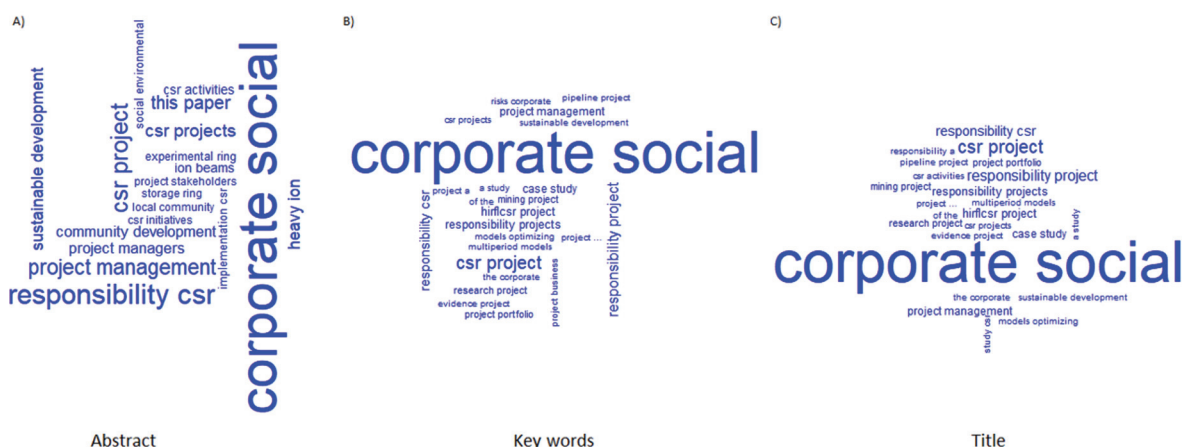 A)
social environmental
sustainable development
csr activities
this paper
csr project
csr projects
corporate social
experimental ring
ion beams
project stakeholders
storage ring
local community
csr initiatives
implementation csr
heavy ion
community development
project managers
project management
responsibility csr
Abstract
B)
risks corporate
pipeline project
project management
csr projects
sustainable development
corporate social
responsibility csr
project a
a study
case study
responsibility project
of the
mining project
hirflcsr project
responsibility projects
models optimizing
project ...
multiperiod models
csr project
the corporate
project business
research project
evidence project
project portfolio
Key words
C)
responsibility csr
responsibility a
csr project
pipeline project
project portfolio
csr activities
responsibility project
mining project
responsibility projects
project ...
multiperiod models
of the
hirflcsr project
a study
research project
csr projects
evidence project
case study
corporate social
the corporate
sustainable development
project management
study csr
models optimizing
Title